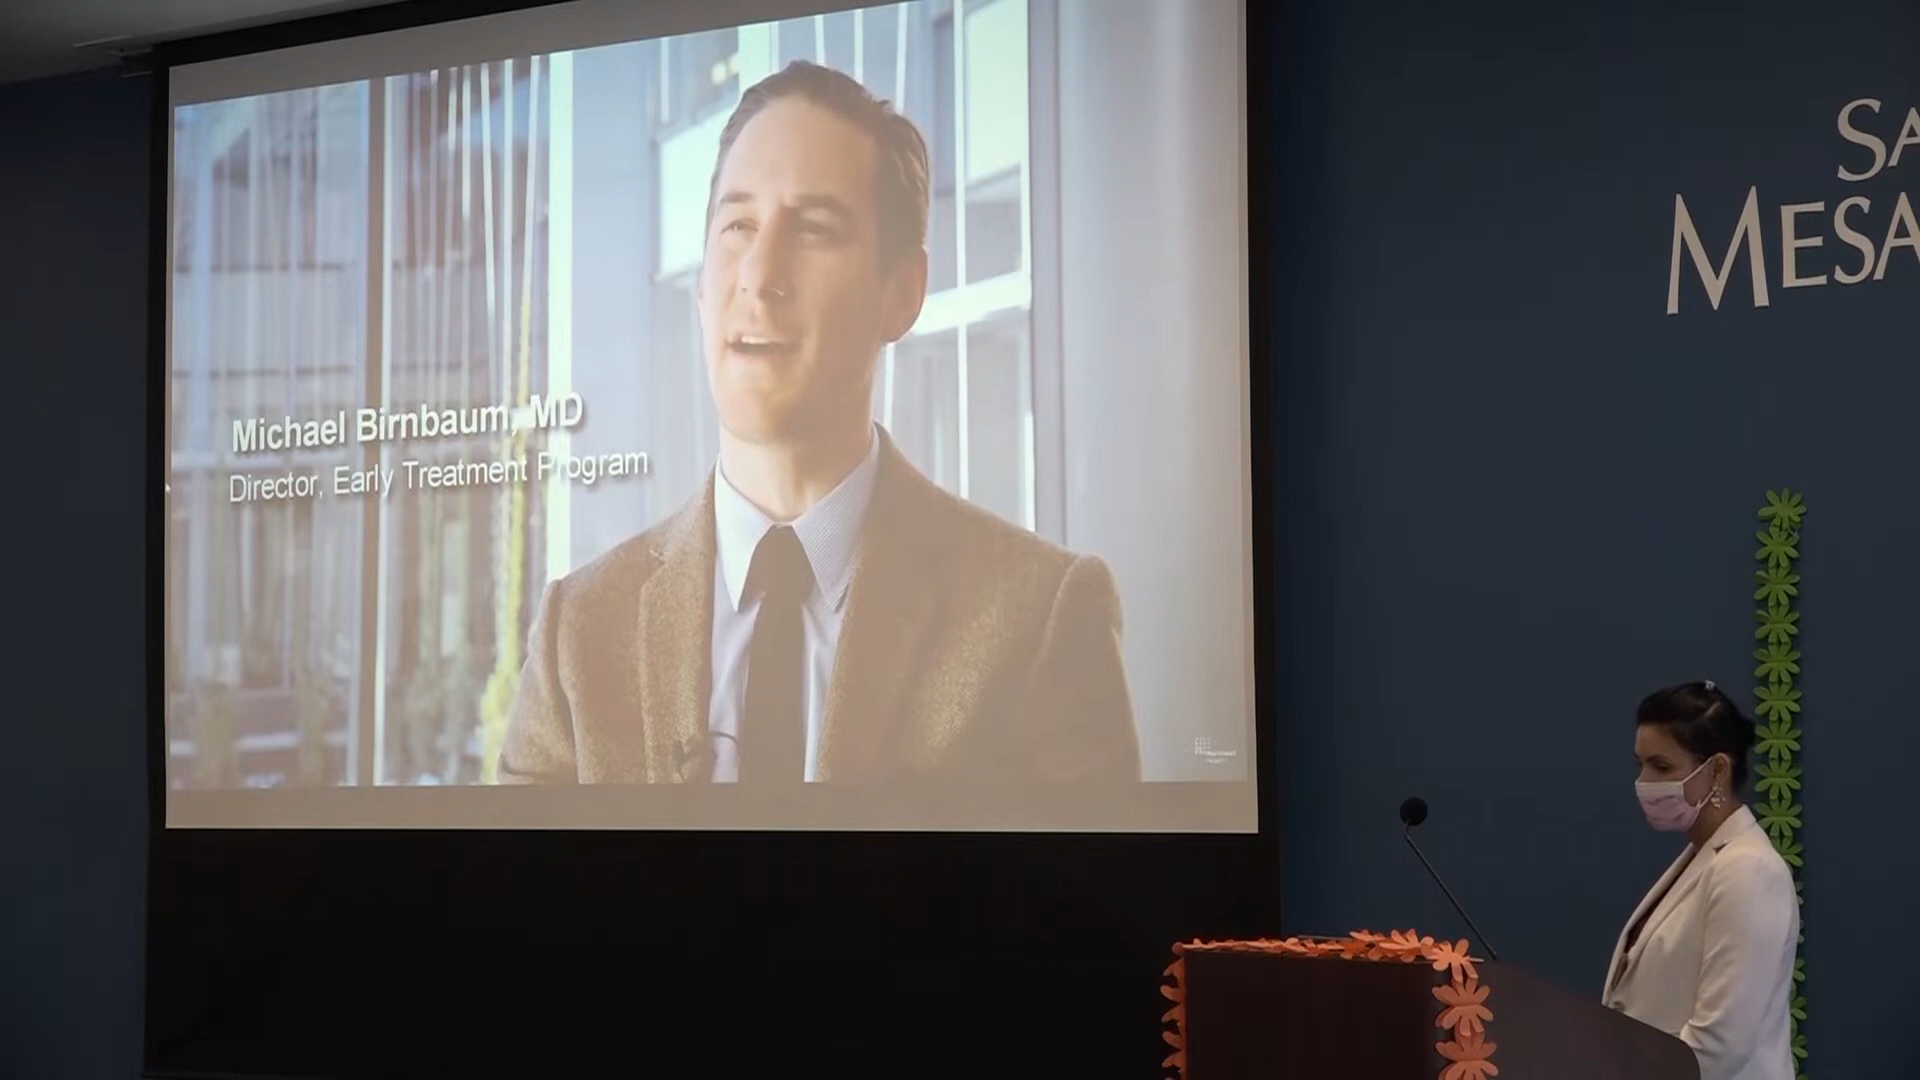 Michael Birnbaum, MD
Director, Early Treatment Program
SA
MESA